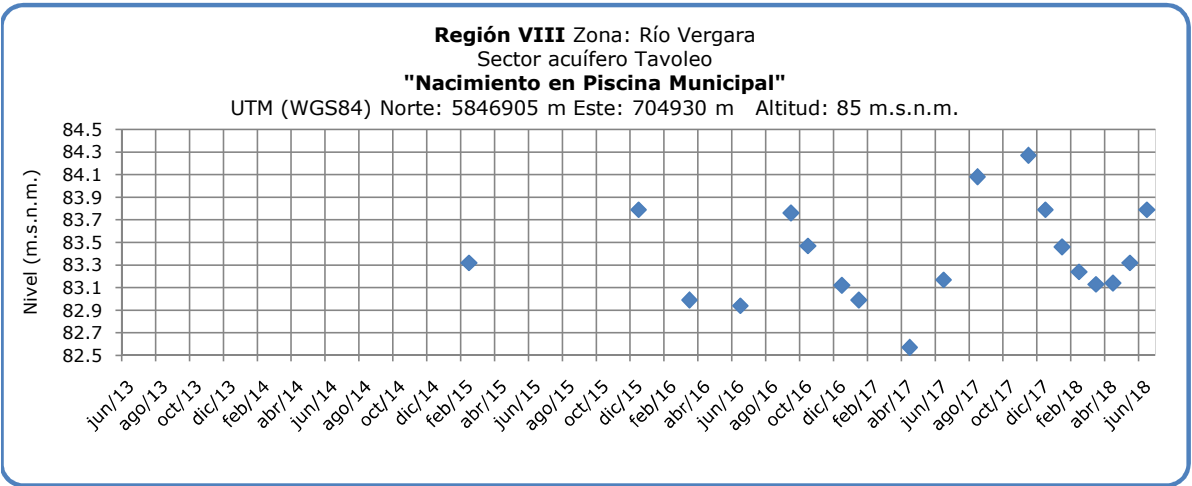 Región VIII Zona: Río Vergara
Sector acuífero Tavoleo
"Nacimiento en Piscina Municipal"
UTM (WGS84) Norte: 5846905 m Este: 704930 m Altitud: 85 m.s.n.m.
Nivel (m.s.n.m.)
84.5
84.3
84.1
83.9
83.7
83.5
83.3
83.1
82.9
82.7
82.5
jun/13
ago/13
oct/13
dic/13
feb/14
abr/14
jun/14
ago/14
oct/14
dic/14
feb/15
abr/15
jun/15
ago/15
oct/15
dic/15
feb/16
abr/16
jun/16
ago/16
oct/16
dic/16
feb/17
abr/17
jun/17
ago/17
oct/17
dic/17
feb/18
abr/18
jun/18